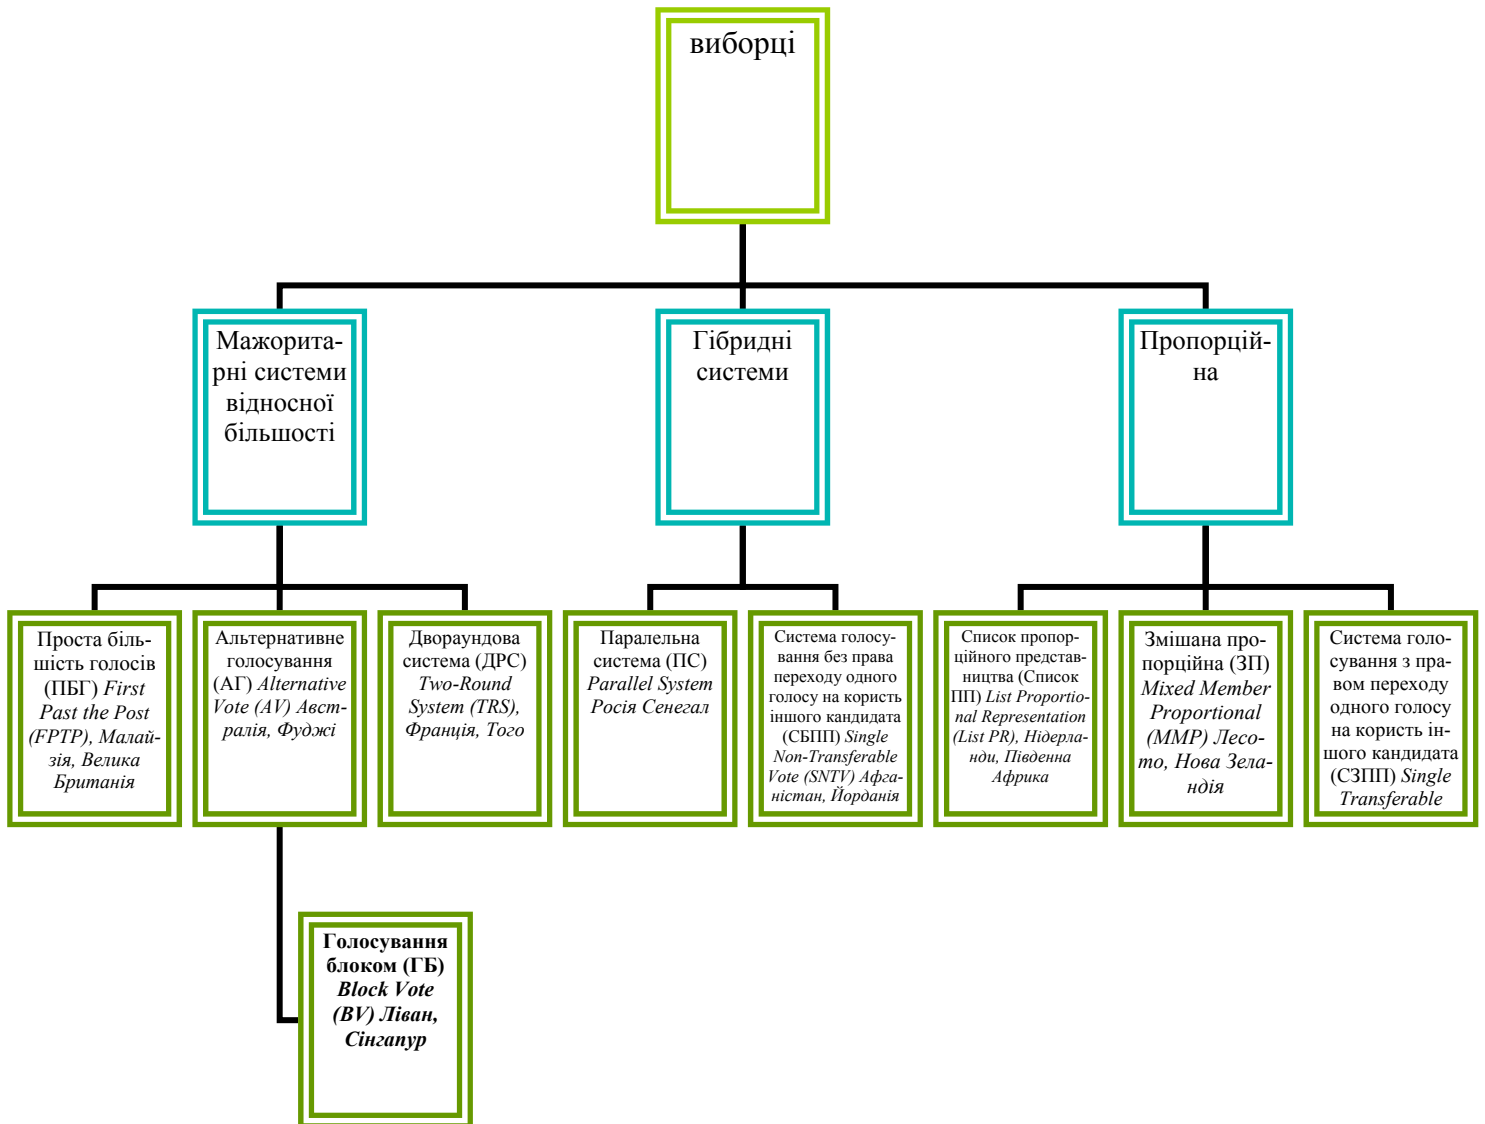 виборці
Мажорита-
рні системи
відносної
більшості
Гібридні
системи
Пропорцій-
на
Проста біль-
шість голосів
(ПБГ) First
Past the Post
(FPTP), Малай-
зія, Велика
Британія
Альтернативне
голосування
(АГ) Alternative
Vote (AV) Авст-
ралія, Фуджі
Двораундова
система (ДРС)
Two-Round
System (TRS),
Франція, Того
Паралельна
система (ПС)
Parallel System
Росія Сенегал
Система голосу-
вання без права
переходу одного
голосу на користь
іншого кандидата
(СБПП) Single
Non-Transferable
Vote (SNTV) Афга-
ністан, Йорданія
Список пропор-
ційного представ-
ництва (Список
ПП) List Proportion-
al Representation
(List PR), Нідерла-
нди, Південна
Африка
Змішана про-
порційна (ЗП)
Mixed Member
Proportional
(MMP) Лесо-
то, Нова Зела-
ндія
Система голо-
сування з пра-
вом переходу
одного голосу
на користь ін-
шого кандидата
(СЗПП) Single
Transferable
Голосування
блоком (ГБ)
Block Vote
(BV) Ліван,
Сінгапур